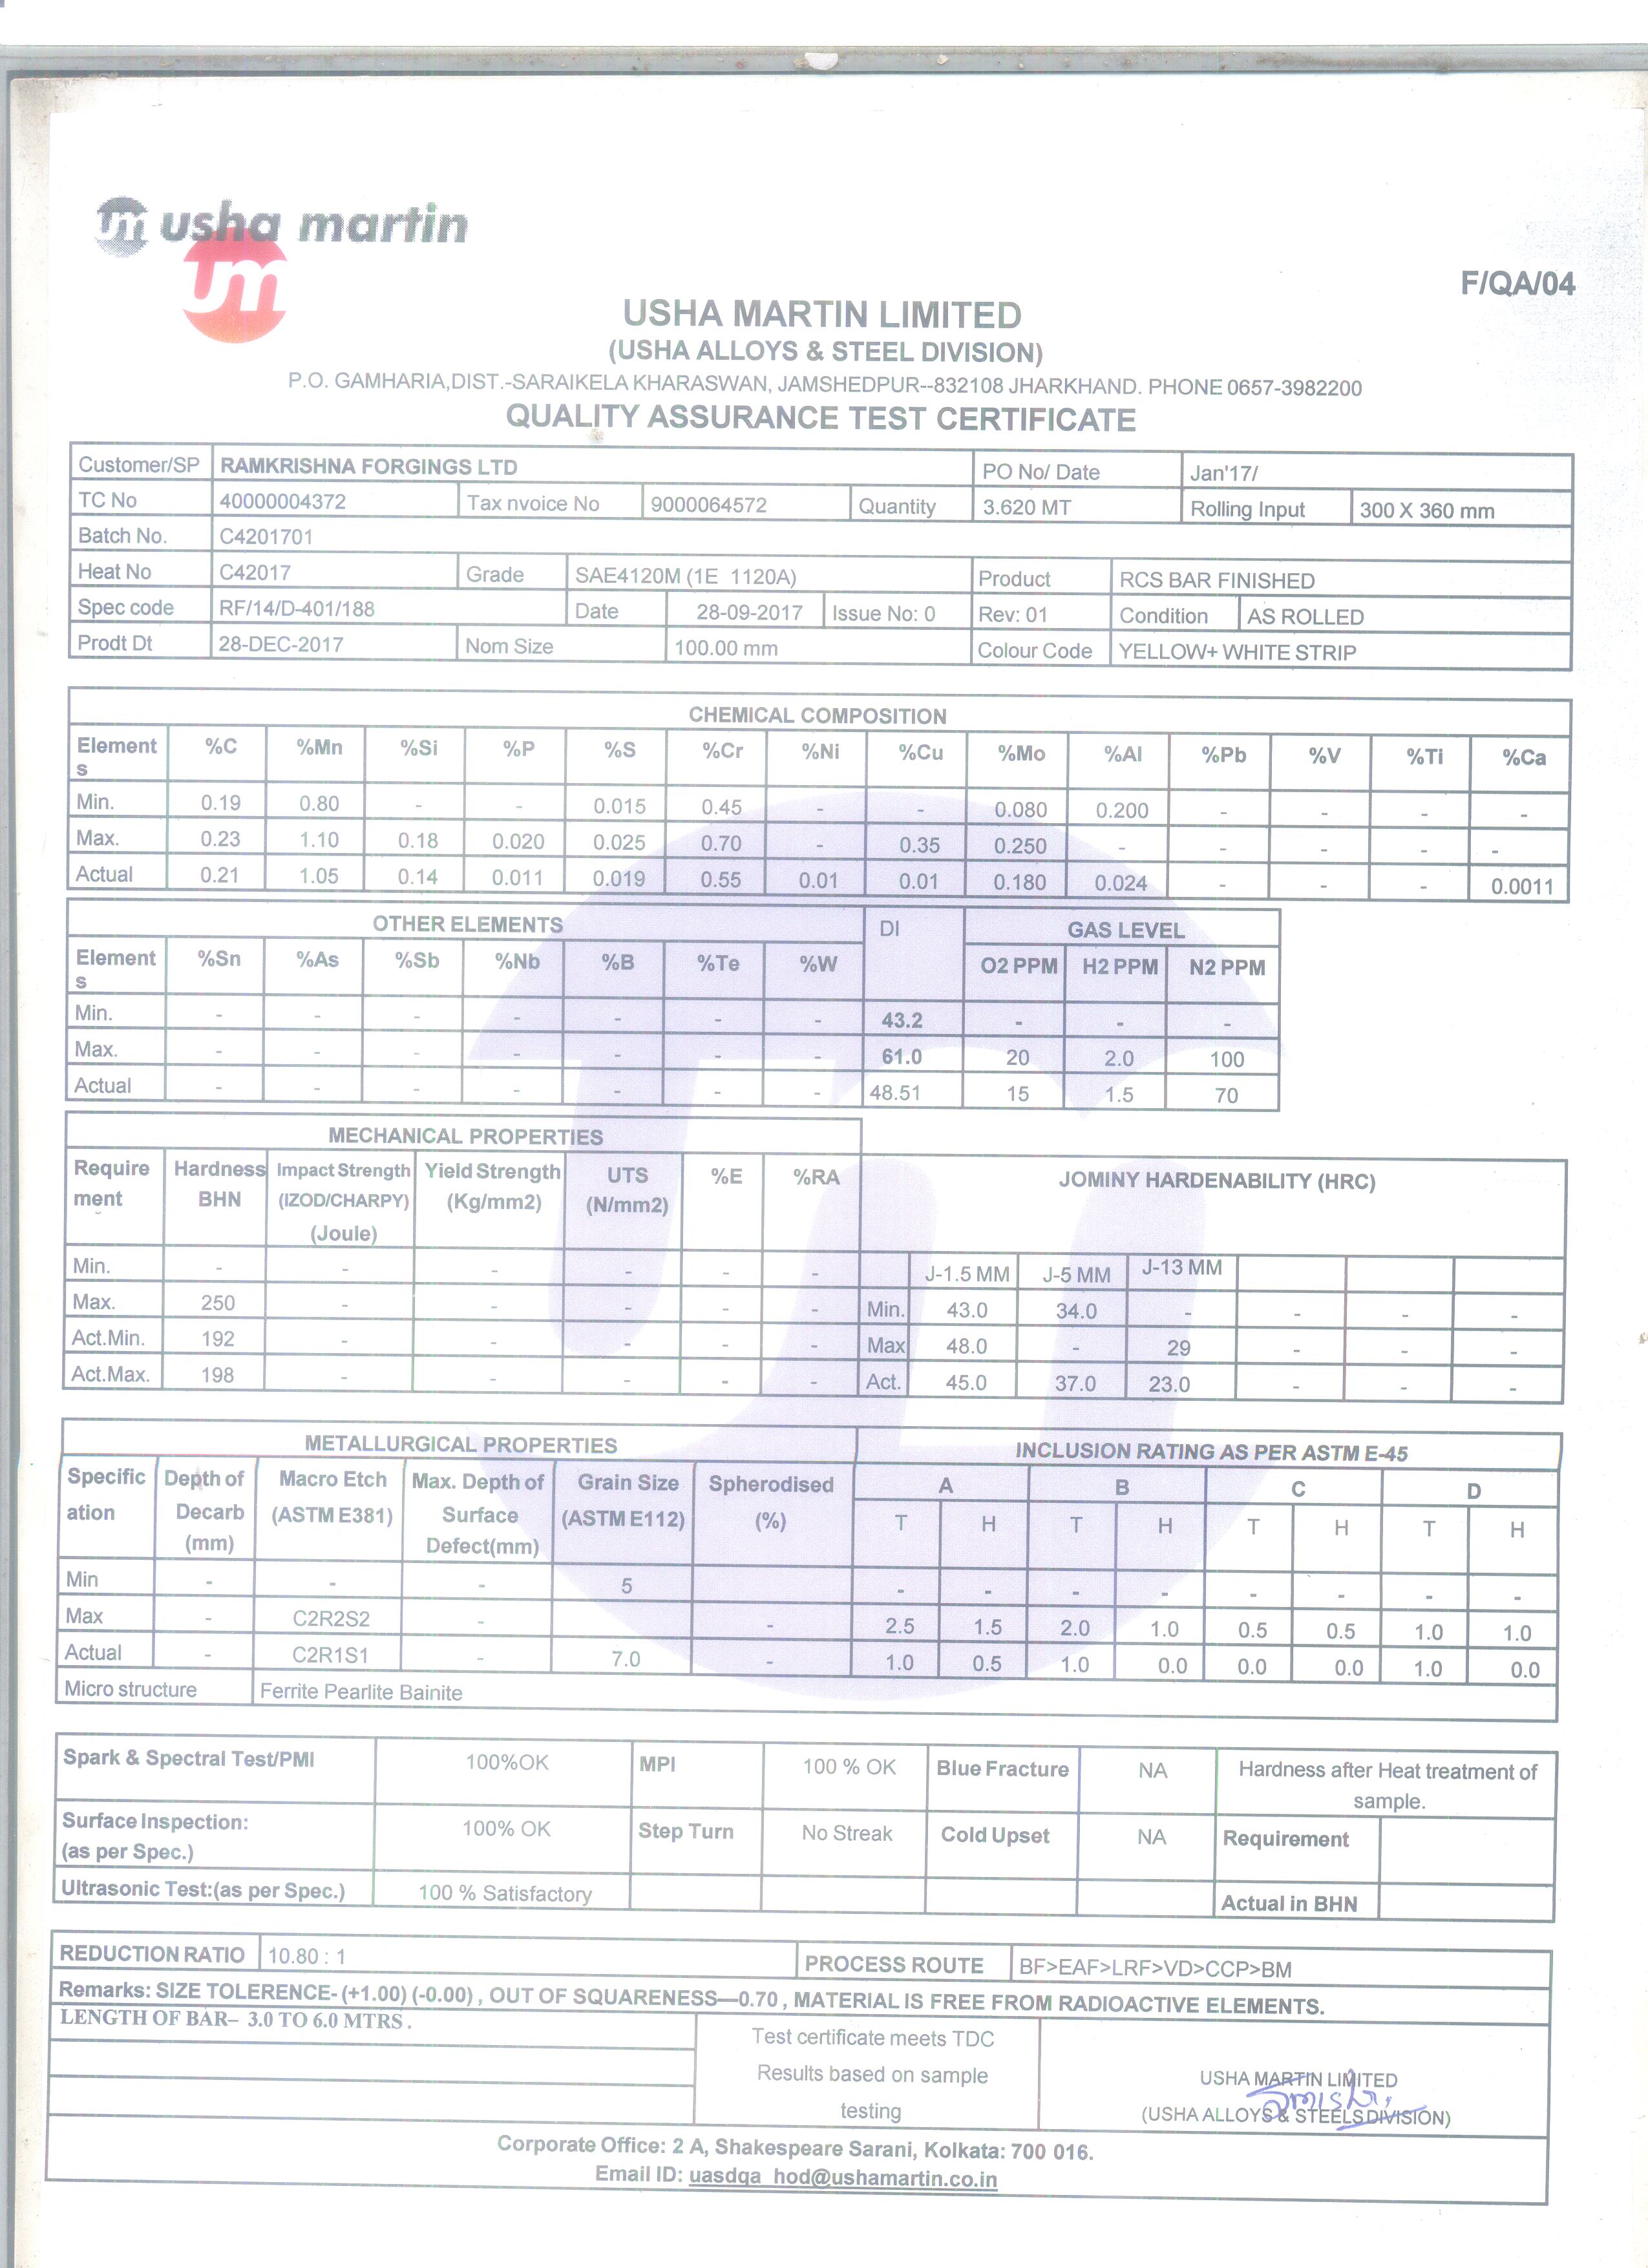 usha martin
F/QA/04
USHA MARTIN LIMITED
(USHA ALLOYS & STEEL DIVISION)
P.O. GAMHARIA,DIST.-SARAIKELA KHARASWAN, JAMSHEDPUR--832108 JHARKHAND. PHONE 0657-3982200
QUALITY ASSURANCE TEST CERTIFICATE
Customer/SP RAMKRISHNA FORGINGS LTD PO No/ Date Jan'17/
TC No 40000004372 Tax nvoice No 9000064572 Quantity 3.620 MT Rolling Input 300 X 360 mm
Batch No. C4201701
Heat No C42017 Grade SAE4120M (1E 1120A) Product RCS BAR FINISHED
Spec code RF/14/D-401/188 Date 28-09-2017 Issue No: 0 Rev: 01 Condition AS ROLLED
Prodt Dt 28-DEC-2017 Nom Size 100.00 mm Colour Code YELLOW+ WHITE STRIP
CHEMICAL COMPOSITION
Element %C %Mn %Si %P %S %Cr %Ni %Cu %Mo %Al %Pb %V %Ti %Ca
s
Min. 0.19 0.80 - - 0.015 0.45 - - 0.080 0.200 - - - -
Max. 0.23 1.10 0.18 0.020 0.025 0.70 - 0.35 0.250 - - - - -
Actual 0.21 1.05 0.14 0.011 0.019 0.55 0.01 0.01 0.180 0.024 - - - 0.0011
OTHER ELEMENTS DI GAS LEVEL
Element %Sn %As %Sb %Nb %B %Te %W O2 PPM H2 PPM N2 PPM
s
Min. - - - - - - - 43.2 - - -
Max. - - - - - - - 61.0 20 2.0 100
Actual - - - - - - - 48.51 15 1.5 70
MECHANICAL PROPERTIES
Require Hardness Impact Strength Yield Strength UTS %E %RA JOMINY HARDENABILITY (HRC)
ment BHN (IZOD/CHARPY) (Kg/mm2) (N/mm2)
(Joule)
Min. - - - - - - J-1.5 MM J-5 MM J-13 MM
Max. 250 - - - - - Min. 43.0 34.0 - - - -
Act.Min. 192 - - - - - Max 48.0 - 29 - - -
Act.Max. 198 - - - - - Act. 45.0 37.0 23.0 - - -
METALLURGICAL PROPERTIES INCLUSION RATING AS PER ASTM E-45
Specific Depth of Macro Etch Max. Depth of Grain Size Spherodised A B C D
ation Decarb (ASTM E381) Surface (ASTM E112) (%) T H T H T H T H
(mm) Defect(mm)
Min - - - 5 - - - - - - - -
Max - C2R2S2 - - 2.5 1.5 2.0 1.0 0.5 0.5 1.0 1.0
Actual - C2R1S1 - 7.0 - 1.0 0.5 1.0 0.0 0.0 0.0 1.0 0.0
Micro structure Ferrite Pearlite Bainite
Spark & Spectral Test/PMI 100%OK MPI 100 % OK Blue Fracture NA Hardness after Heat treatment of
sample.
Surface Inspection: 100% OK Step Turn No Streak Cold Upset NA Requirement
(as per Spec.)
Ultrasonic Test:(as per Spec.) 100 % Satisfactory Actual in BHN
REDUCTION RATIO 10.80 : 1 PROCESS ROUTE BF>EAF>LRF>VD>CCP>BM
Remarks: SIZE TOLERENCE- (+1.00) (-0.00) , OUT OF SQUARENESS—0.70 , MATERIAL IS FREE FROM RADIOACTIVE ELEMENTS.
LENGTH OF BAR– 3.0 TO 6.0 MTRS .
Test certificate meets TDC
Results based on sample
testing
USHA MARTIN LIMITED
(USHA ALLOYS & STEELS DIVISION)
Corporate Office: 2 A, Shakespeare Sarani, Kolkata: 700 016.
Email ID: uasdqa_hod@ushamartin.co.in